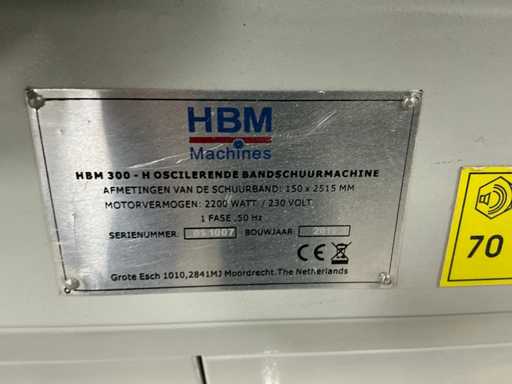 HBM
Machines
HBM 300 - H OSCILERENDE BANDSCHUURMACHINE
AFMETINGEN VAN DE SCHUURBAND: 150 x 2515 MM
MOTORVERMOGEN: 2200 WATT / 230 VOLT
1 FASE .50 Hz
SERIENUMMER: BOUWJAAR:
CE
Grote Esch 1010,2841MJ Moordrecht.The Netherlands
70